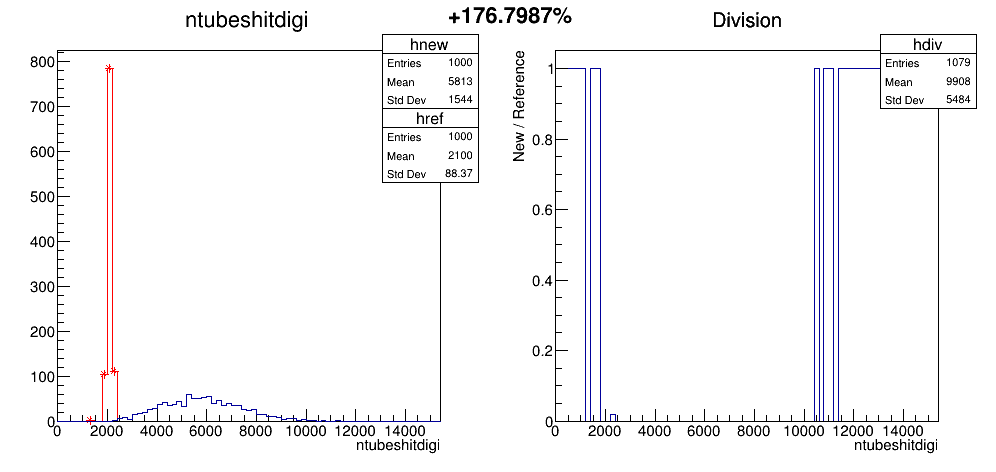 ntubeshitdigi
+176.7987%
Division
hnew
Entries 1000
Mean 5813
Std Dev 1544
href
Entries 1000
Mean 2100
Std Dev 88.37
800
700
600
500
400
300
200
100
0
0 2000 4000 6000 8000 10000 12000 14000
ntubeshitdigi
hdiv
Entries 1079
Mean 9908
Std Dev 5484
New / Reference
1
0.8
0.6
0.4
0.2
0
0 2000 4000 6000 8000 10000 12000 14000
ntubeshitdigi